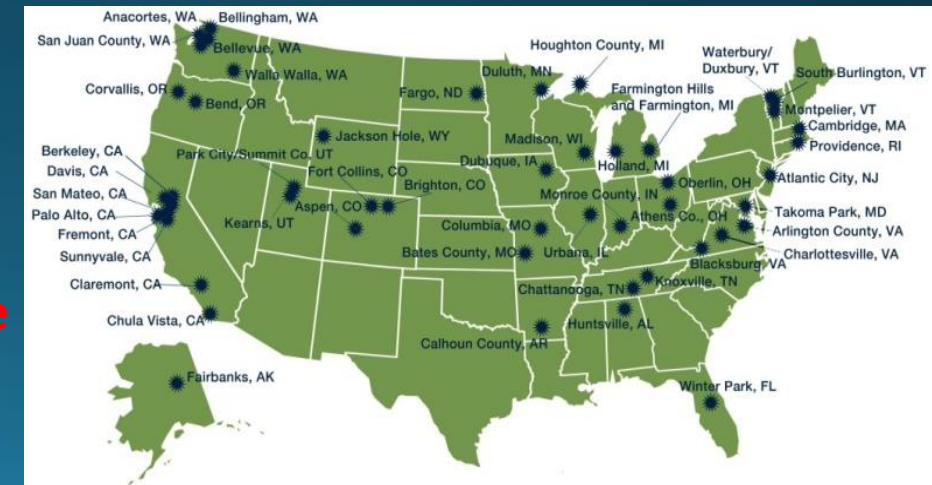 Anacortes, WA
Bellingham, WA
San Juan County, WA
Bellevue, WA
Walla Walla, WA
Corvallis, OR
Bend, OR
Jackson Hole, WY
Park City/Summit Co. UT
Fort Collins, CO
Brighton, CO
Berkeley, CA
Davis, CA
San Mateo, CA
Palo Alto, CA
Fremont, CA
Sunnyvale, CA
Claremont, CA
Chula Vista, CA
Kearns, UT
Aspen, CO
Fairbanks, AK
Houghton County, MI
Duluth, MN
Fargo, ND
Farmington Hills
and Farmington, MI
Madison, WI
Dubuque, IA
Holland, MI
Monroe County, IN
Oberlin, OH
Athens Co., OH
Columbia, MO
Bates County, MO
Urbana, IL
Chattanooga, TN
Knoxville, TN
Huntsville, AL
Calhoun County, AR
Winter Park, FL
Waterbury/
Duxbury, VT
South Burlington, VT
Montpelier, VT
Cambridge, MA
Providence, RI
Atlantic City, NJ
Takoma Park, MD
Arlington County, VA
Charlottesville, VA
Blacksburg, VA
e